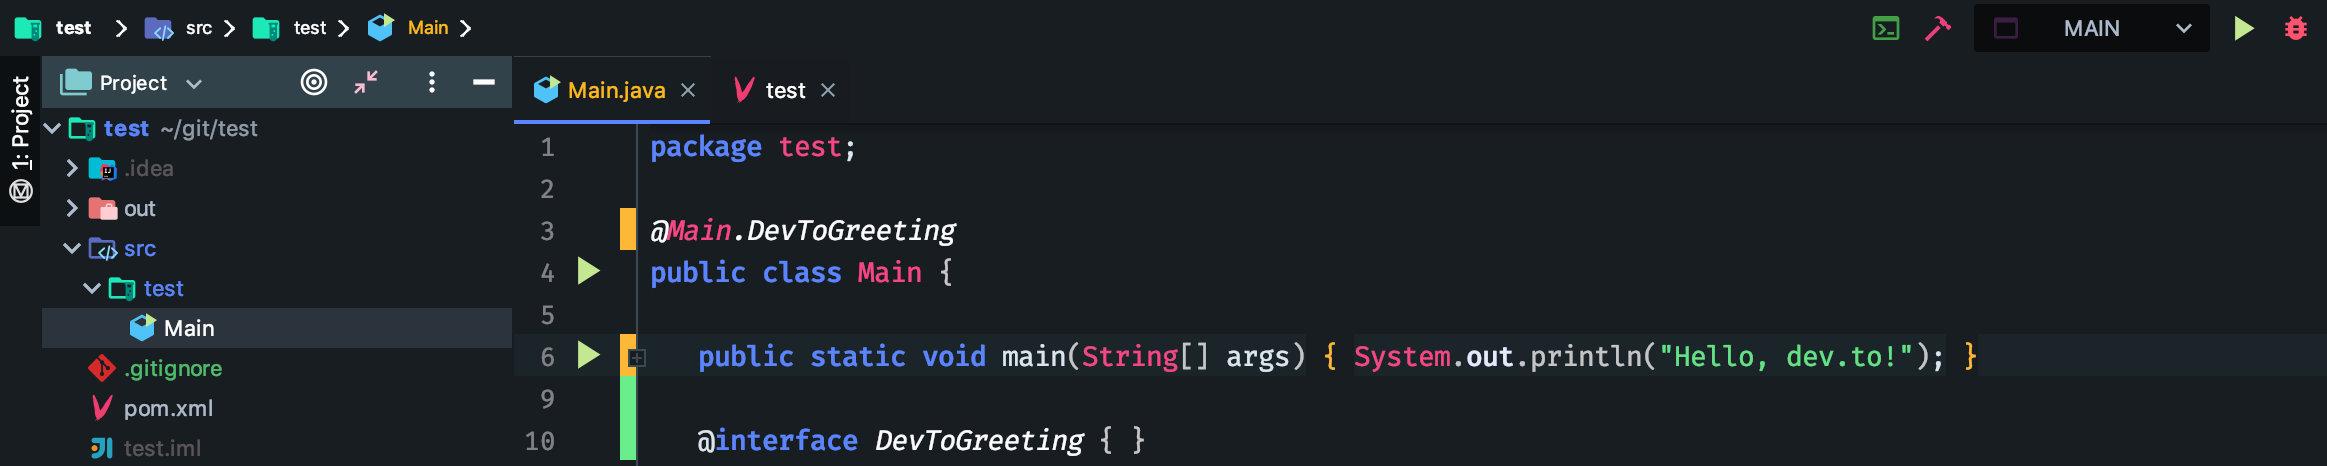 test src test Main
MAIN
1: Project
Project
test ~/git/test
.idea
out
src
test
Main
.gitignore
pom.xml
test.iml
Main.java test
1 package test;
2
3 @Main.DevToGreeting
4 public class Main {
5
6 public static void main(String[] args) { System.out.println("Hello, dev.to!"); }
9
10 @interface DevToGreeting { }